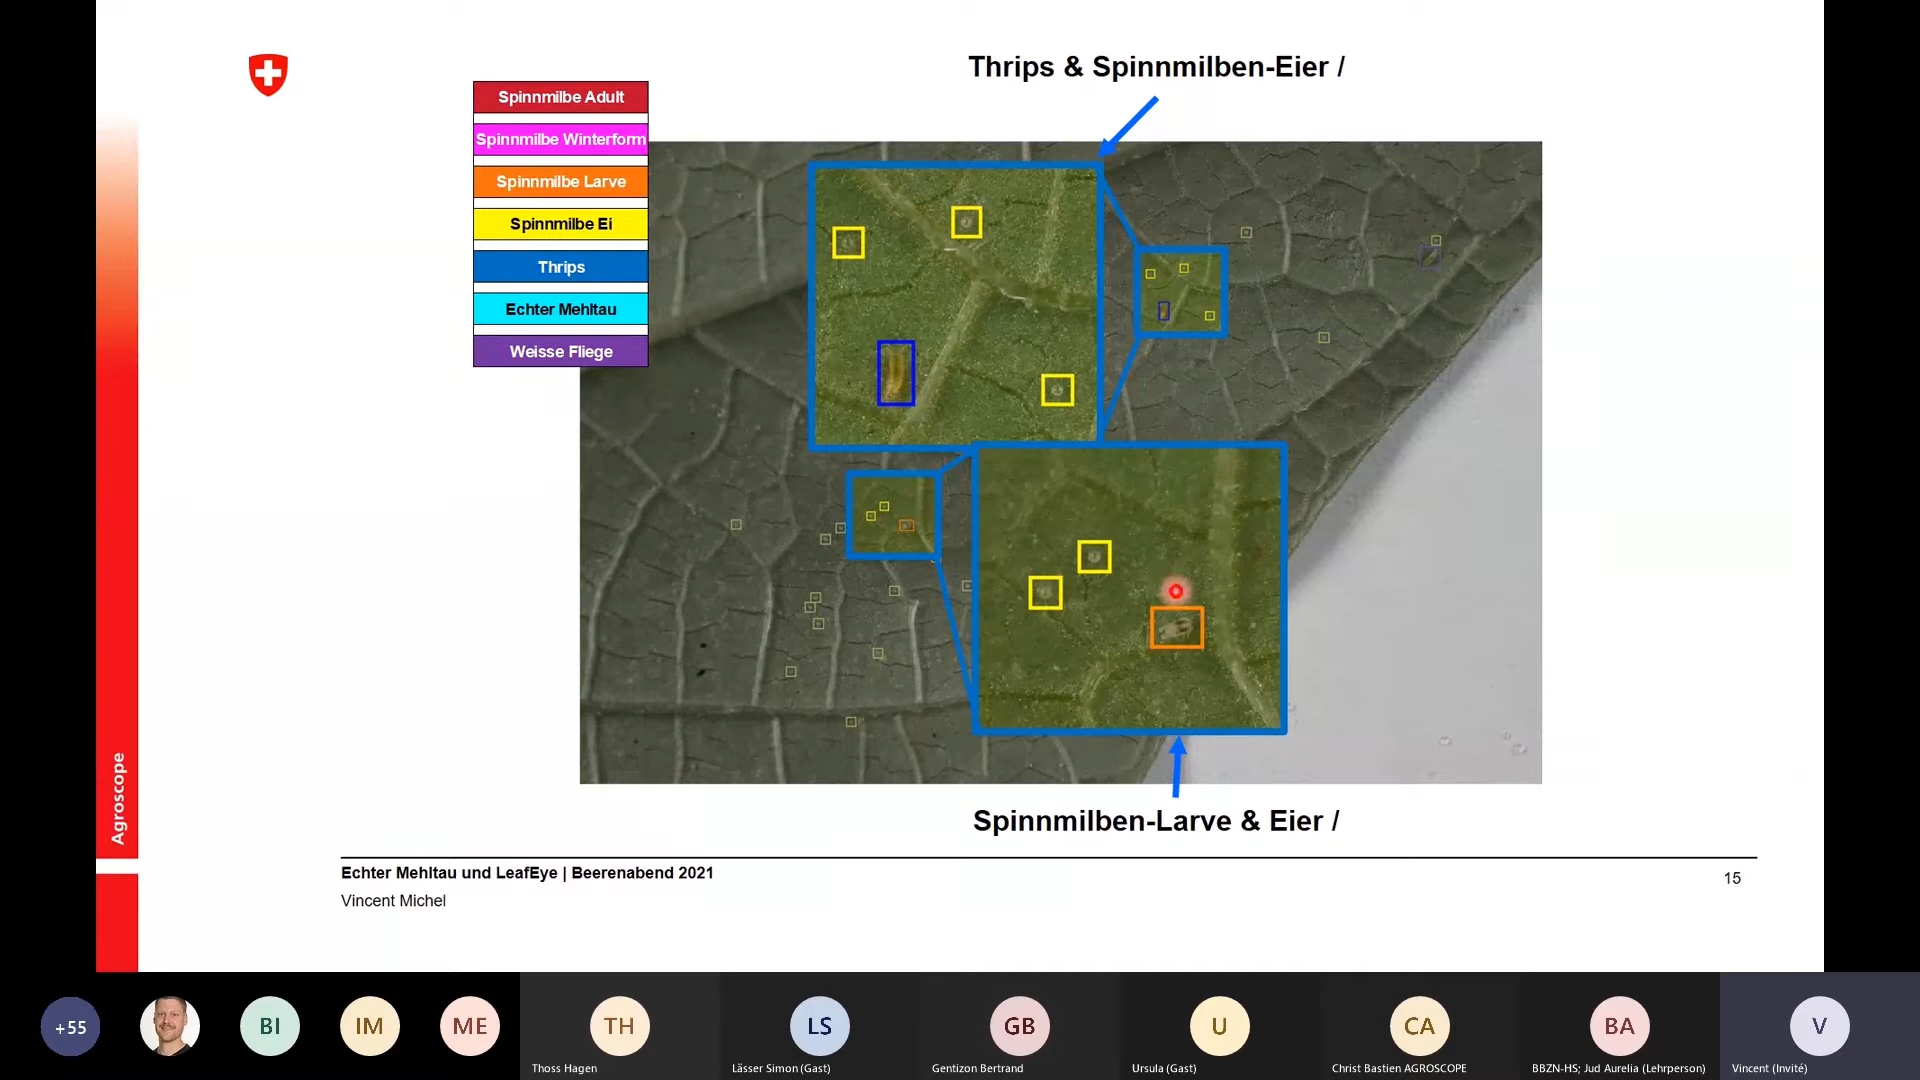 Thrips & Spinnmilben-Eier /
Spinnmilbe Adult
Spinnmilbe Winterform
Spinnmilbe Larve
Spinnmilbe Ei
Thrips
Echter Mehltau
Weisse Fliege
Agroscope
Spinnmilben-Larve & Eier /
Echter Mehltau und LeafEye | Beerenabend 2021
Vincent Michel
15
+55
BI
IM
ME
TH
LS
GB
U
CA
BA
V
Thoss Hagen
Lässer Simon (Gast)
Gentizon Bertrand
Ursula (Gast)
Christ Bastien AGROSCOPE
BBZN-HS; Jud Aurelia (Lehrperson)
Vincent (Invité)